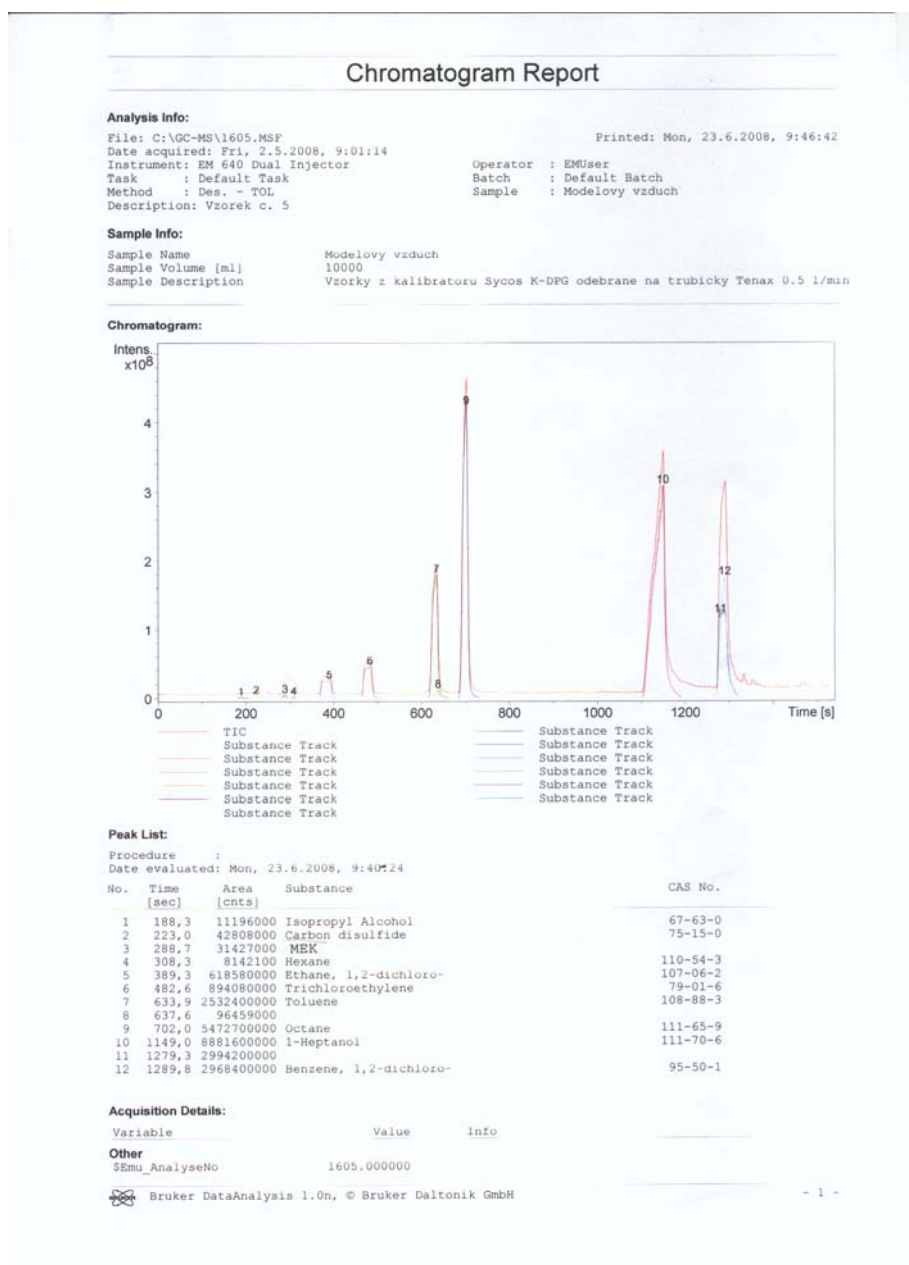 Chromatogram Report
Analysis Info:
File: C:\GC-MS\1605.MSF Printed: Mon, 23.6.2008, 9:46:42
Date acquired: Fri, 2.5.2008, 9:01:14
Instrument: EM 640 Dual Injector Operator : EMUser
Task : Default Task Batch : Default Batch
Method : Des. - TOL Sample : Modelovy vzduch
Description: Vzorek c. 5
Sample Info:
Sample Name Modelovy vzduch
Sample Volume [ml] 10000
Sample Description Vzorky z kalibratoru Sycos K-DPG odebrane na trubicky Tenax 0.5 l/min
Chromatogram:
Intens.
x10^8
9
4
10
3
2
12
7
11
1
6
5
8
1 2 3 4
0
0 200 400 600 800 1000 1200 Time [s]
TIC Substance Track
Substance Track Substance Track
Substance Track Substance Track
Substance Track Substance Track
Substance Track Substance Track
Substance Track Substance Track
Substance Track
Peak List:
Procedure :
Date evaluated: Mon, 23.6.2008, 9:40:24
No. Time Area Substance CAS No.
[sec] [cnts]
1 188,3 11196000 Isopropyl Alcohol 67-63-0
2 223,0 42808000 Carbon disulfide 75-15-0
3 288,7 31427000 MEK
4 308,3 8142100 Hexane 110-54-3
5 389,3 618580000 Ethane, 1,2-dichloro- 107-06-2
6 482,6 894080000 Trichloroethylene 79-01-6
7 633,9 2532400000 Toluene 108-88-3
8 637,6 96459000
9 702,0 5472700000 Octane 111-65-9
10 1149,0 8881600000 1-Heptanol 111-70-6
11 1279,3 2994200000
12 1289,8 2968400000 Benzene, 1,2-dichloro- 95-50-1
Acquisition Details:
Variable Value Info
Other
$Emu_AnalyseNo 1605.000000
Bruker DataAnalysis 1.0n, © Bruker Daltonik GmbH - 1 -